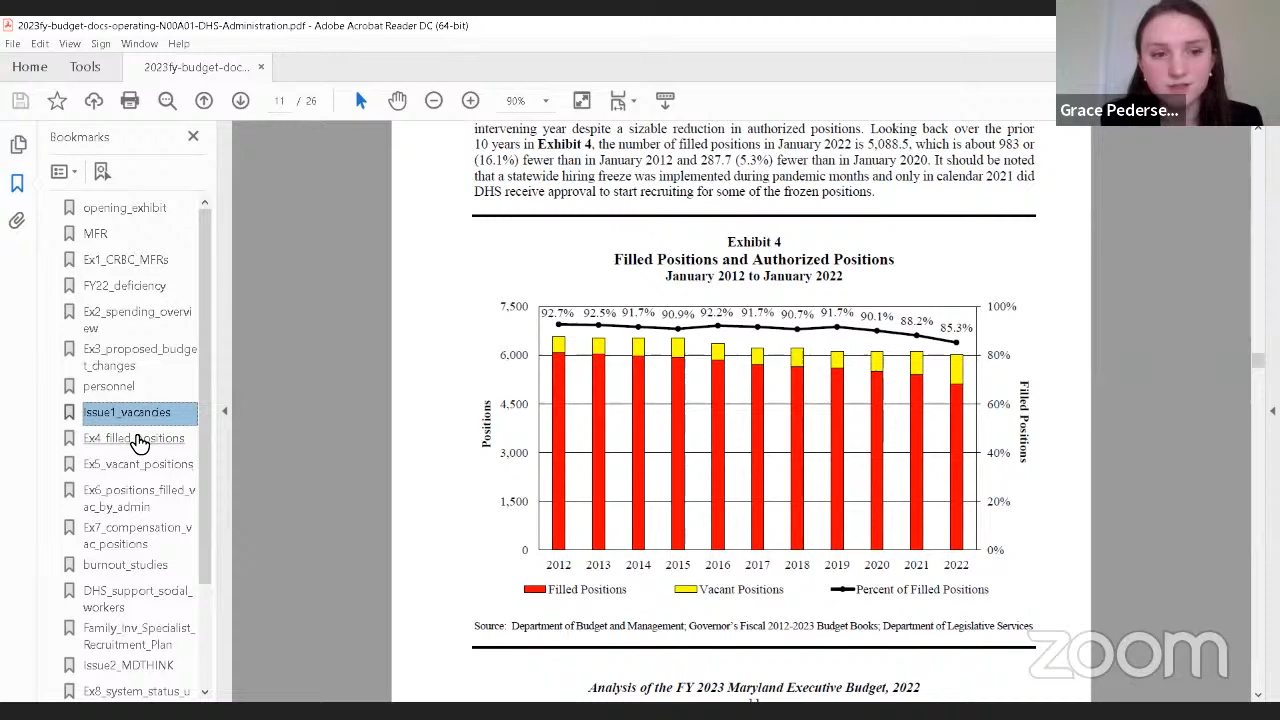 2023fy-budget-docs-operating-N00A01-DHS-Administration.pdf - Adobe Acrobat Reader DC (64-bit)
File Edit View Sign Window Help
Home Tools 2023fy-budget-doc... ×
11 / 26 90%
Grace Pederse...
Bookmarks
opening_exhibit
MFR
Ex1_CRBC_MFRs
FY22_deficiency
Ex2_spending_overvi
ew
Ex3_proposed_budge
t_changes
personnel
Issue1_vacancies
Ex4_filled_positions
Ex5_vacant_positions
Ex6_positions_filled_v
ac_by_admin
Ex7_compensation_v
ac_positions
burnout_studies
DHS_support_social_
workers
Family_Inv_Specialist_
Recruitment_Plan
Issue2_MDTHINK
Ex8_system_status_u
intervening year despite a sizable reduction in authorized positions. Looking back over the prior
10 years in Exhibit 4, the number of filled positions in January 2022 is 5,088.5, which is about 983 or
(16.1%) fewer than in January 2012 and 287.7 (5.3%) fewer than in January 2020. It should be noted
that a statewide hiring freeze was implemented during pandemic months and only in calendar 2021 did
DHS receive approval to start recruiting for some of the frozen positions.
Exhibit 4
Filled Positions and Authorized Positions
January 2012 to January 2022
7,500 100%
92.7% 92.5% 91.7% 90.9% 92.2% 91.7% 90.7% 91.7% 90.1% 88.2% 85.3%
6,000 80%
4,500 60%
3,000 40%
1,500 20%
0 0%
Positions
Filled Positions
2012 2013 2014 2015 2016 2017 2018 2019 2020 2021 2022
Filled Positions Vacant Positions Percent of Filled Positions
Source: Department of Budget and Management; Governor's Fiscal 2012-2023 Budget Books; Department of Legislative Services
Analysis of the FY 2023 Maryland Executive Budget, 2022
zoom